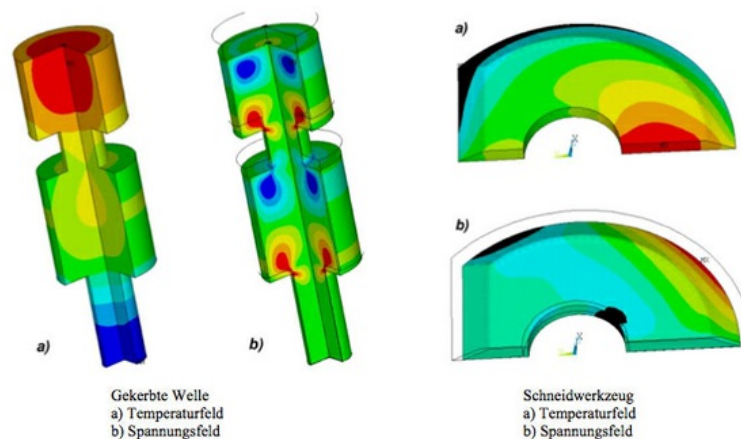 a)
b)
a)
b)
Gekerbte Welle
a) Temperaturfeld
b) Spannungsfeld
Schneidwerkzeug
a) Temperaturfeld
b) Spannungsfeld